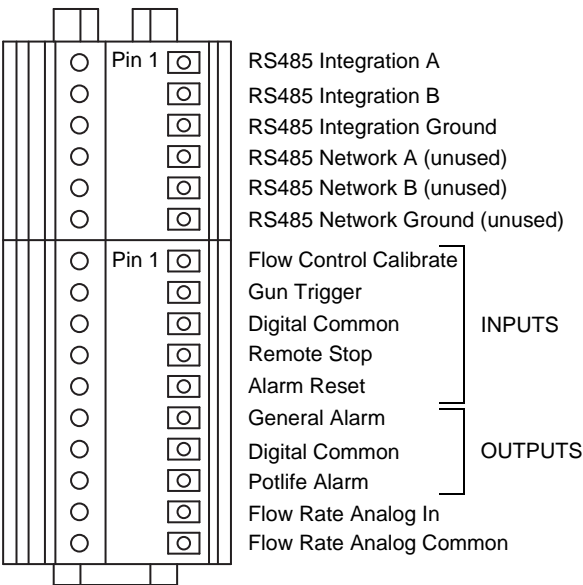 Pin 1 RS485 Integration A
RS485 Integration B
RS485 Integration Ground
RS485 Network A (unused)
RS485 Network B (unused)
RS485 Network Ground (unused)
Pin 1 Flow Control Calibrate
Gun Trigger
Digital Common INPUTS
Remote Stop
Alarm Reset
General Alarm
Digital Common OUTPUTS
Potlife Alarm
Flow Rate Analog In
Flow Rate Analog Common